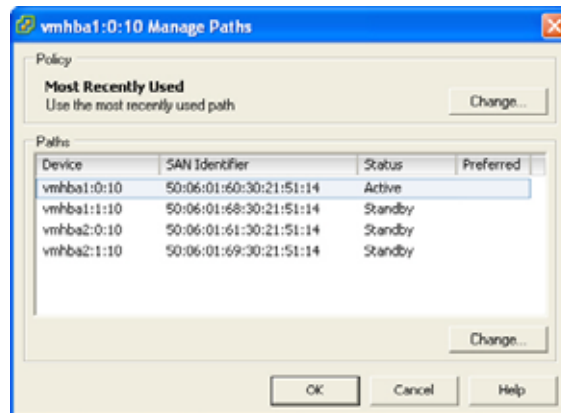 vmhba1:0:10 Manage Paths
Policy
Most Recently Used
Use the most recently used path
Change...
Paths
Device SAN Identifier Status Preferred
vmhba1:0:10 50:06:01:60:30:21:51:14 Active
vmhba1:1:10 50:06:01:68:30:21:51:14 Standby
vmhba2:0:10 50:06:01:61:30:21:51:14 Standby
vmhba2:1:10 50:06:01:69:30:21:51:14 Standby
Change...
OK Cancel Help